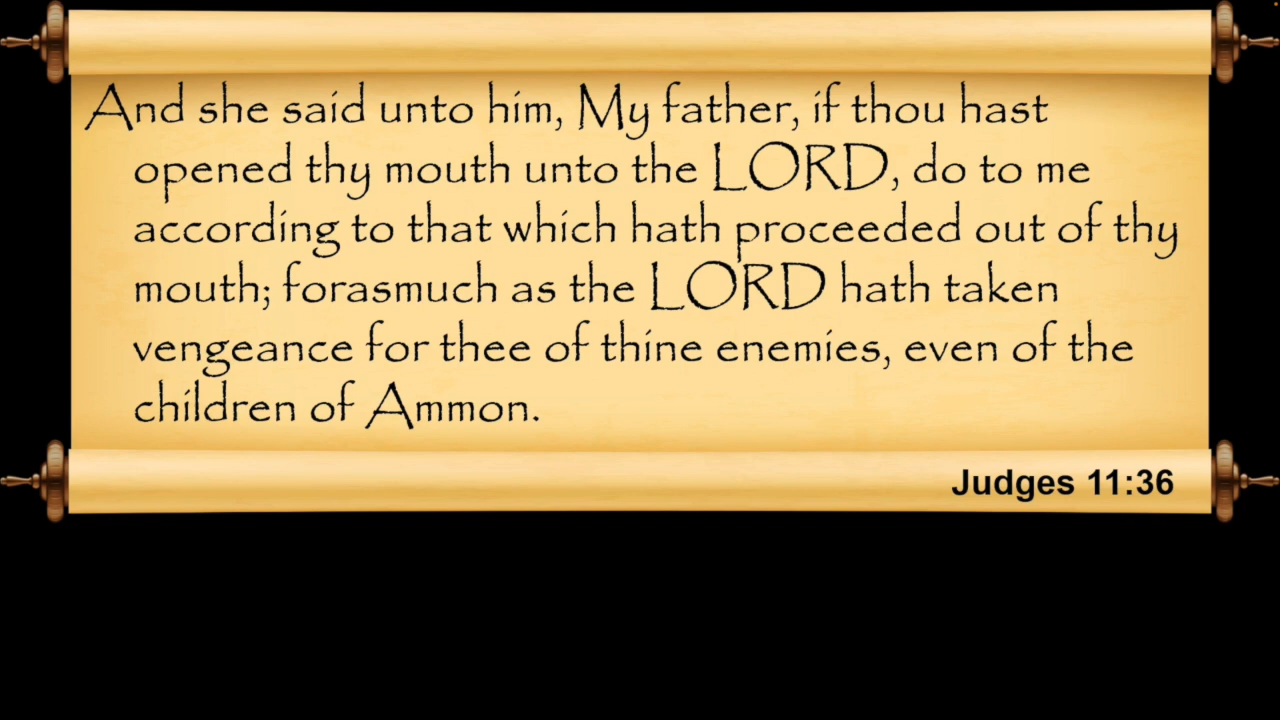 And she said unto him, My father, if thou hast
opened thy mouth unto the LORD, do to me
according to that which hath proceeded out of thy
mouth; forasmuch as the LORD hath taken
vengeance for thee of thine enemies, even of the
children of Ammon.
Judges 11:36